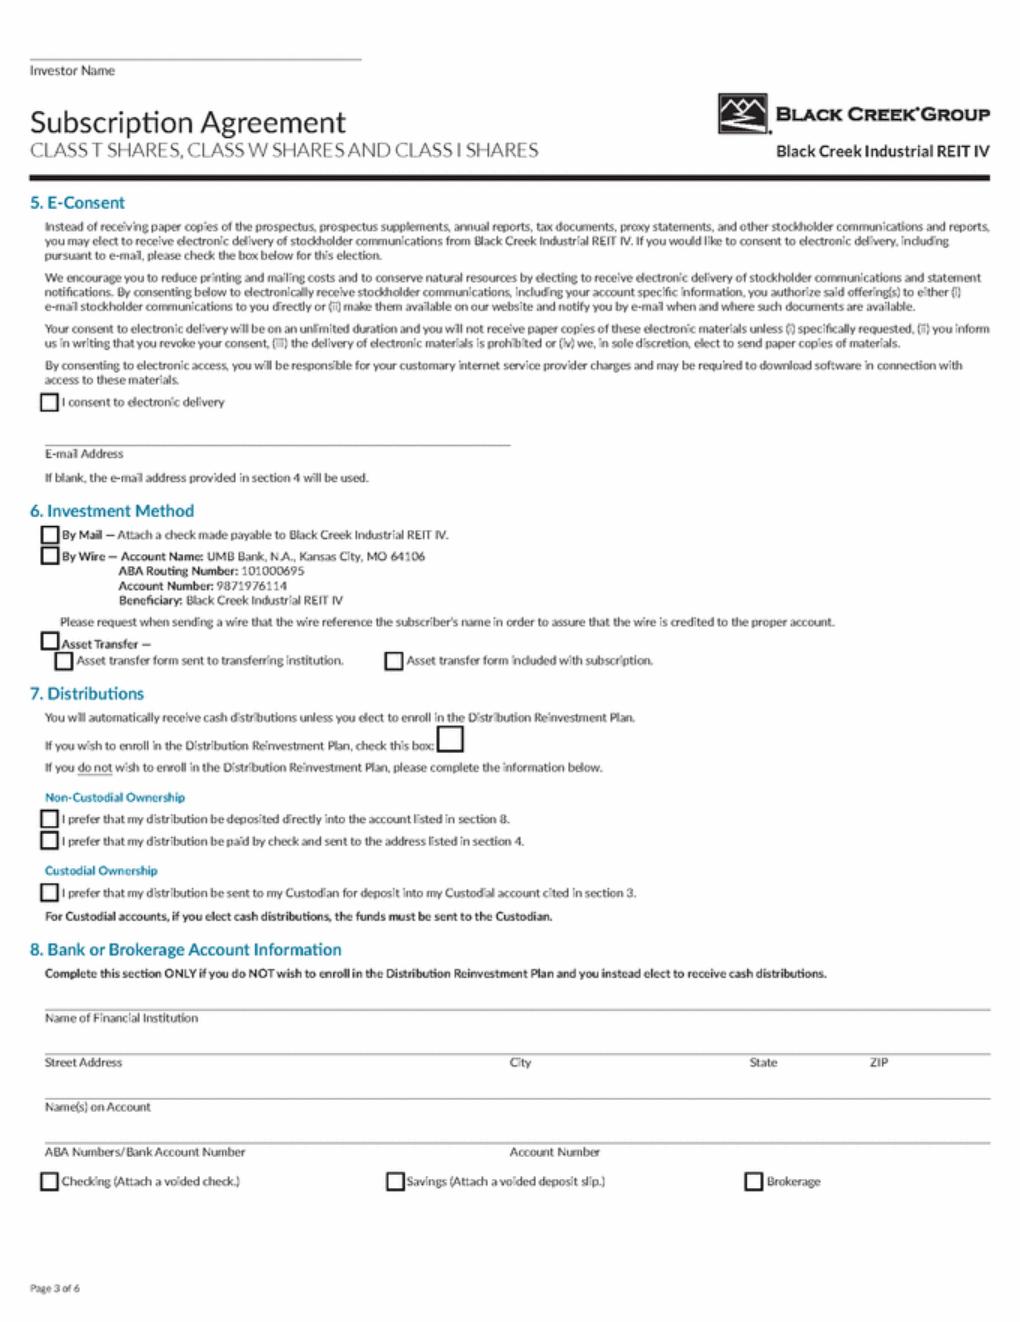 Investor Name
Subscription Agreement
CLASS T SHARES, CLASS W SHARES AND CLASS I SHARES
BLACK CREEK GROUP
Black Creek Industrial REIT IV
5. E-Consent
Instead of receiving paper copies of the prospectus, prospectus supplements, annual reports, tax documents, proxy statements, and other stockholder communications and reports,
you may elect to receive electronic delivery of stockholder communications from Black Creek Industrial REIT IV. If you would like to consent to electronic delivery, including
pursuant to e-mail, please check the box below for this election.
We encourage you to reduce printing and mailing costs and to conserve natural resources by electing to receive electronic delivery of stockholder communications and statement
notifications. By consenting below to electronically receive stockholder communications, including your account specific information, you authorize said offering(s) to either (i)
e-mail stockholder communications to you directly or (ii) make them available on our website and notify you by e-mail when and where such documents are available.
Your consent to electronic delivery will be on an unlimited duration and you will not receive paper copies of these electronic materials unless (i) specifically requested, (ii) you inform
us in writing that you revoke your consent, (iii) the delivery of electronic materials is prohibited or (iv) we, in sole discretion, elect to send paper copies of materials.
By consenting to electronic access, you will be responsible for your customary internet service provider charges and may be required to download software in connection with
access to these materials.
I consent to electronic delivery
E-mail Address
If blank, the e-mail address provided in section 4 will be used.
6. Investment Method
By Mail — Attach a check made payable to Black Creek Industrial REIT IV.
By Wire — Account Name: UMB Bank, N.A., Kansas City, MO 64106
ABA Routing Number: 101000695
Account Number: 9871976114
Beneficiary: Black Creek Industrial REIT IV
Please request when sending a wire that the wire reference the subscriber's name in order to assure that the wire is credited to the proper account.
Asset Transfer —
Asset transfer form sent to transferring institution. Asset transfer form included with subscription.
7. Distributions
You will automatically receive cash distributions unless you elect to enroll in the Distribution Reinvestment Plan.
If you wish to enroll in the Distribution Reinvestment Plan, check this box:
If you do not wish to enroll in the Distribution Reinvestment Plan, please complete the information below.
Non-Custodial Ownership
I prefer that my distribution be deposited directly into the account listed in section 8.
I prefer that my distribution be paid by check and sent to the address listed in section 4.
Custodial Ownership
I prefer that my distribution be sent to my Custodian for deposit into my Custodial account cited in section 3.
For Custodial accounts, if you elect cash distributions, the funds must be sent to the Custodian.
8. Bank or Brokerage Account Information
Complete this section ONLY if you do NOT wish to enroll in the Distribution Reinvestment Plan and you instead elect to receive cash distributions.
Name of Financial Institution
Street Address City State ZIP
Name(s) on Account
ABA Numbers/Bank Account Number Account Number
Checking (Attach a voided check.) Savings (Attach a voided deposit slip.) Brokerage
Page 3 of 6